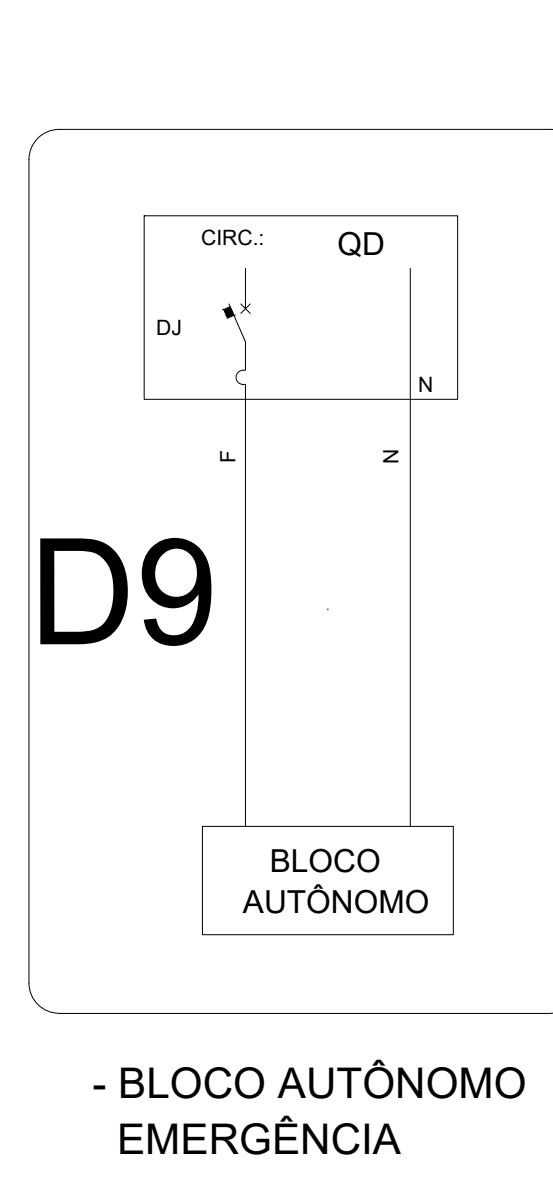 CIRC.:
QD
DJ
N
F
N
D9
BLOCO
AUTÔNOMO
- BLOCO AUTÔNOMO
EMERGÊNCIA